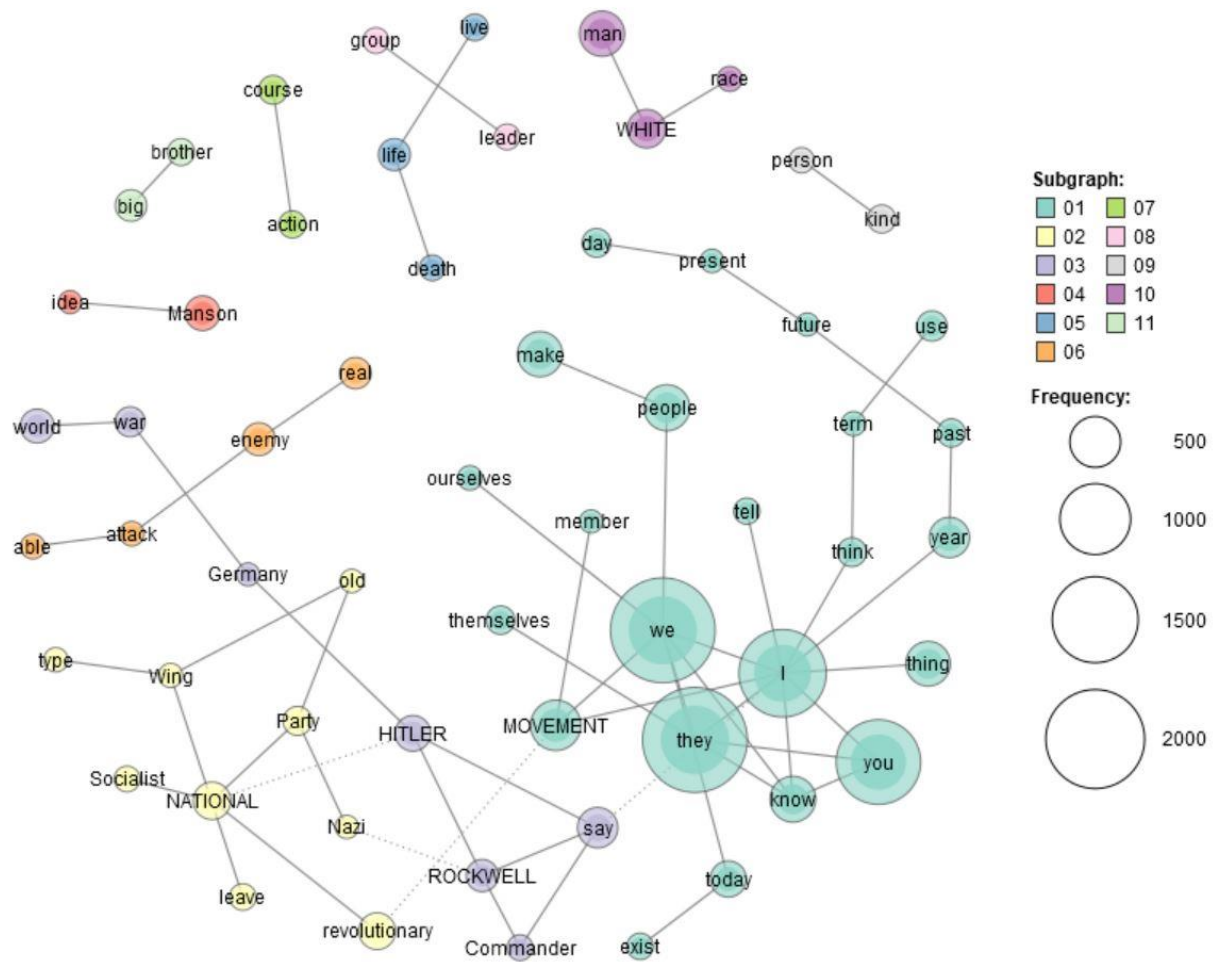 live
group
man
race
course
WHITE
leader
brother
life
person
big
kind
action
day
death
present
idea
Manson
future
use
make
real
people
world
war
enemy
term
past
ourselves
member
tell
able
attack
think
year
Germany
old
themselves
we
type
Wing
I
thing
Party
MOVEMENT
HITLER
they
you
Socialist
NATIONAL
know
Nazi
say
ROCKWELL
today
leave
revolutionary
Commander
exist
Subgraph:
01 07
02 08
03 09
04 10
05 11
06
Frequency:
500
1000
1500
2000